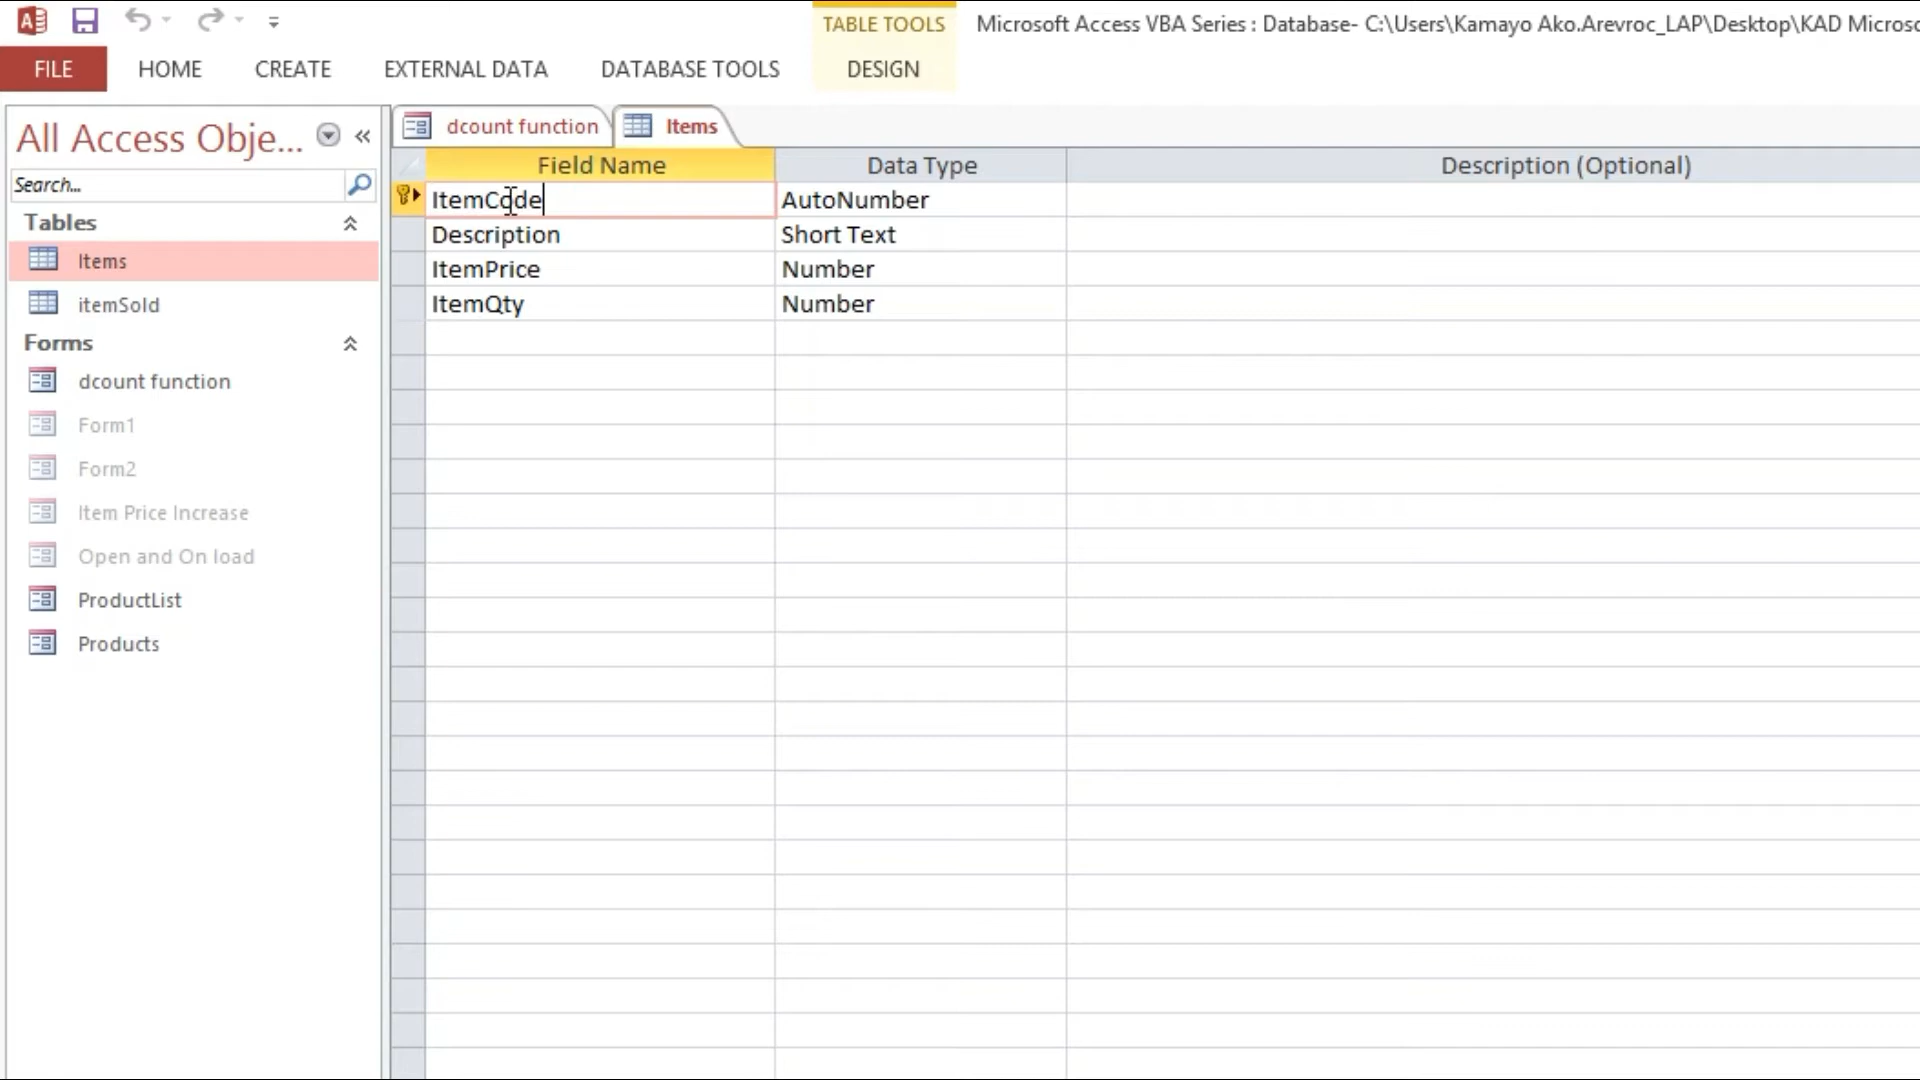 TABLE TOOLS
Microsoft Access VBA Series : Database- C:\Users\Kamayo Ako.Arevroc_LAP\Desktop\KAD Microso
FILE
HOME
CREATE
EXTERNAL DATA
DATABASE TOOLS
DESIGN
All Access Obje...
Search...
Tables
Items
itemSold
Forms
dcount function
Form1
Form2
Item Price Increase
Open and On load
ProductList
Products
dcount function
Items
Field Name
Data Type
Description (Optional)
ItemCode
AutoNumber
Description
Short Text
ItemPrice
Number
ItemQty
Number